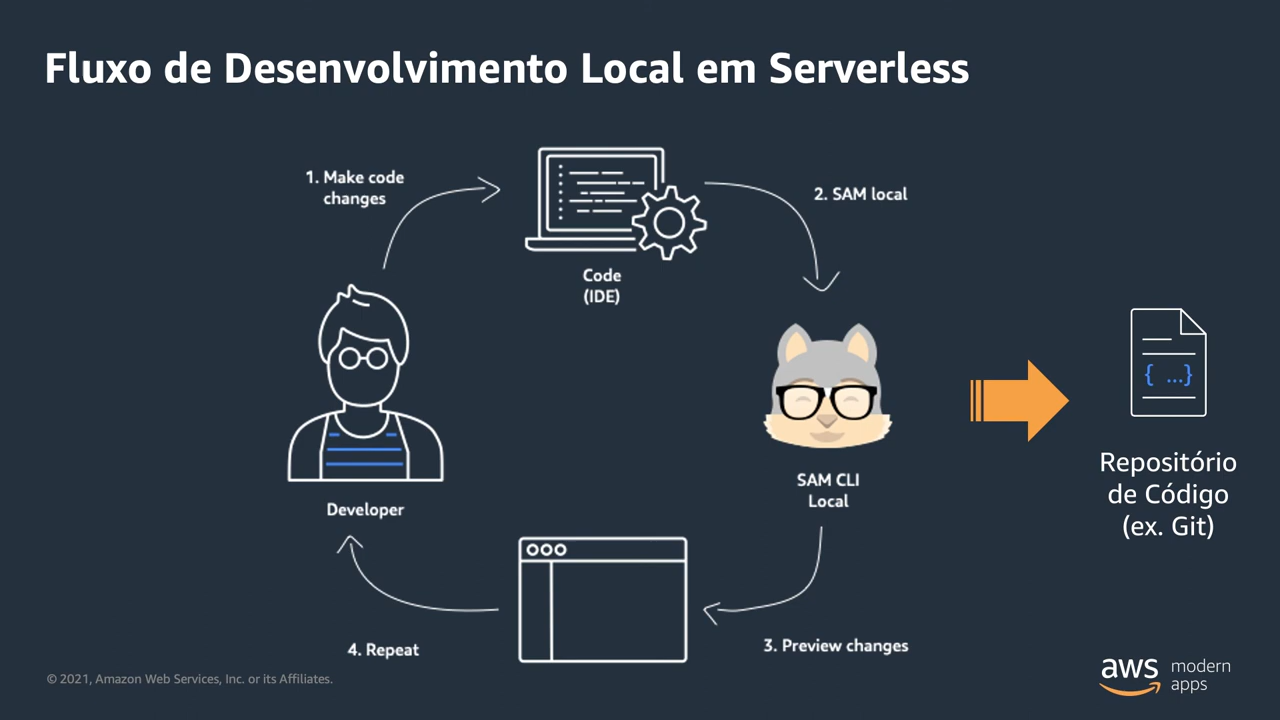 Fluxo de Desenvolvimento Local em Serverless
1. Make code
changes
2. SAM local
Code
(IDE)
{ ...}
SAM CLI
Local
Repositório
de Código
(ex. Git)
Developer
3. Preview changes
4. Repeat
© 2021, Amazon Web Services, Inc. or its Affiliates.
aws modern
apps